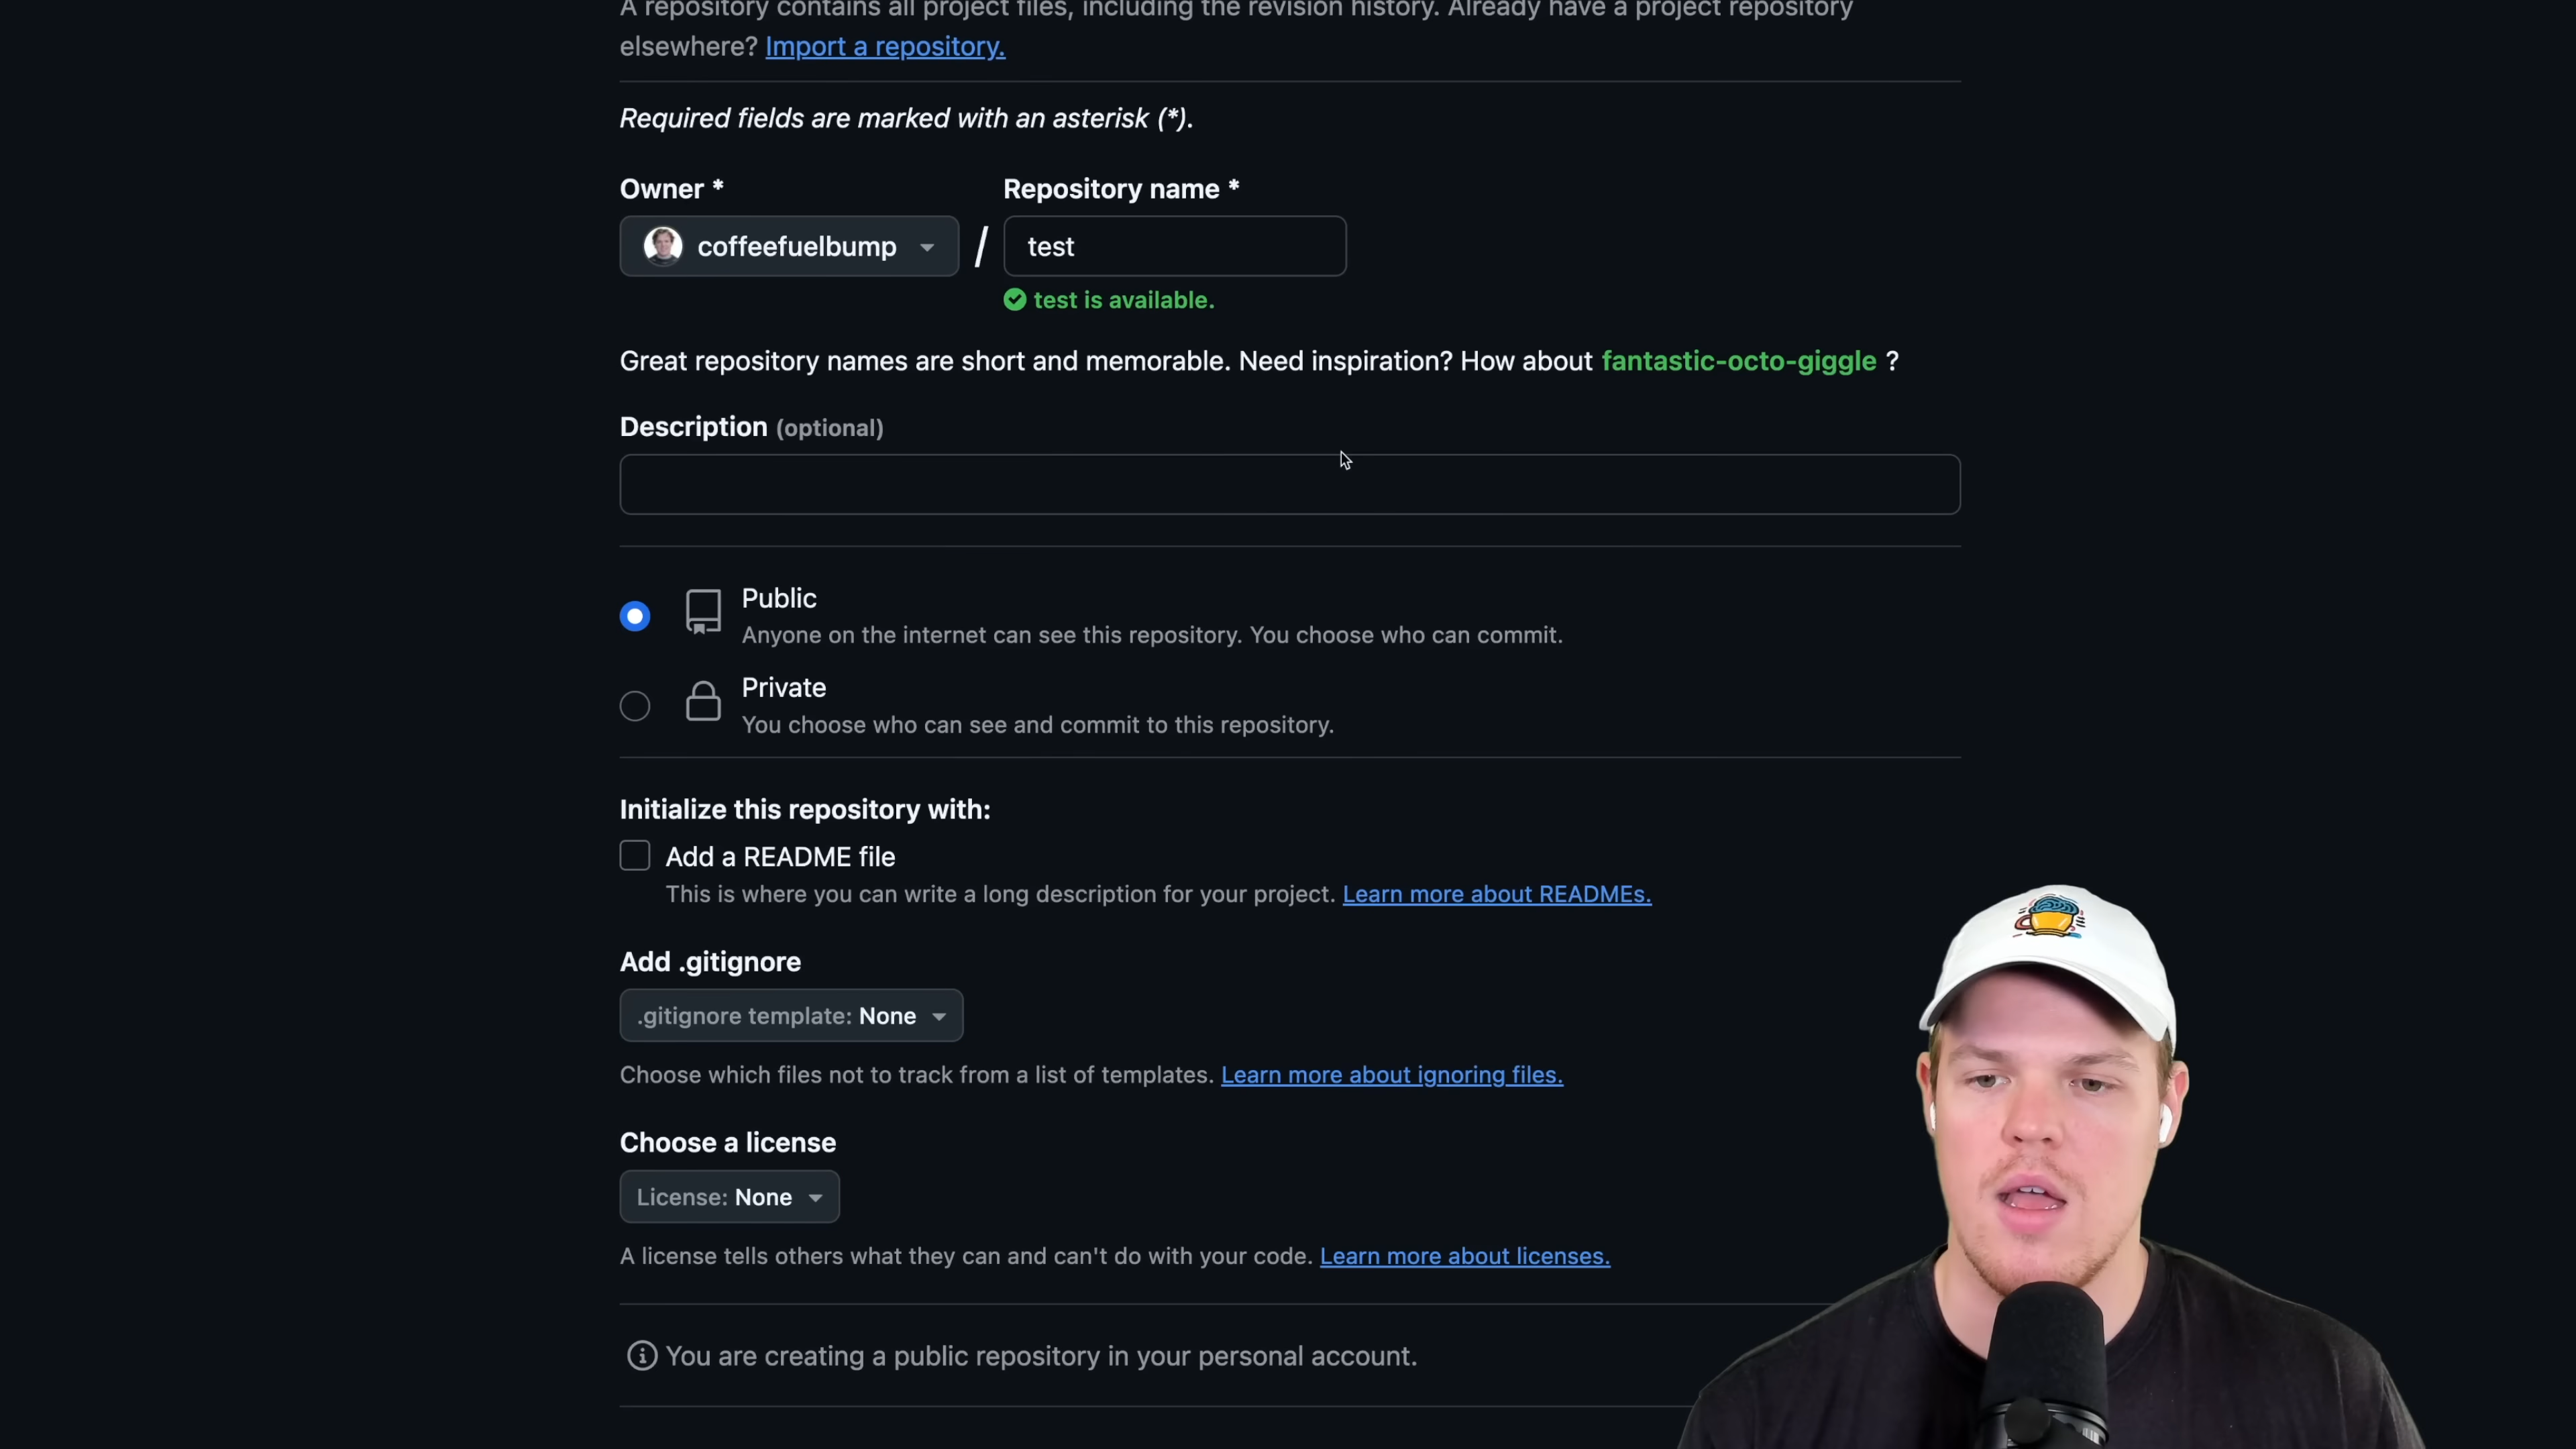 A repository contains all project files, including the revision history. Already have a project repository
elsewhere? Import a repository.
Required fields are marked with an asterisk (*).
Owner * Repository name *
coffeefuelbump / test
test is available.
Great repository names are short and memorable. Need inspiration? How about fantastic-octo-giggle ?
Description (optional)
Public
Anyone on the internet can see this repository. You choose who can commit.
Private
You choose who can see and commit to this repository.
Initialize this repository with:
Add a README file
This is where you can write a long description for your project. Learn more about READMEs.
Add .gitignore
.gitignore template: None
Choose which files not to track from a list of templates. Learn more about ignoring files.
Choose a license
License: None
A license tells others what they can and can't do with your code. Learn more about licenses.
You are creating a public repository in your personal account.